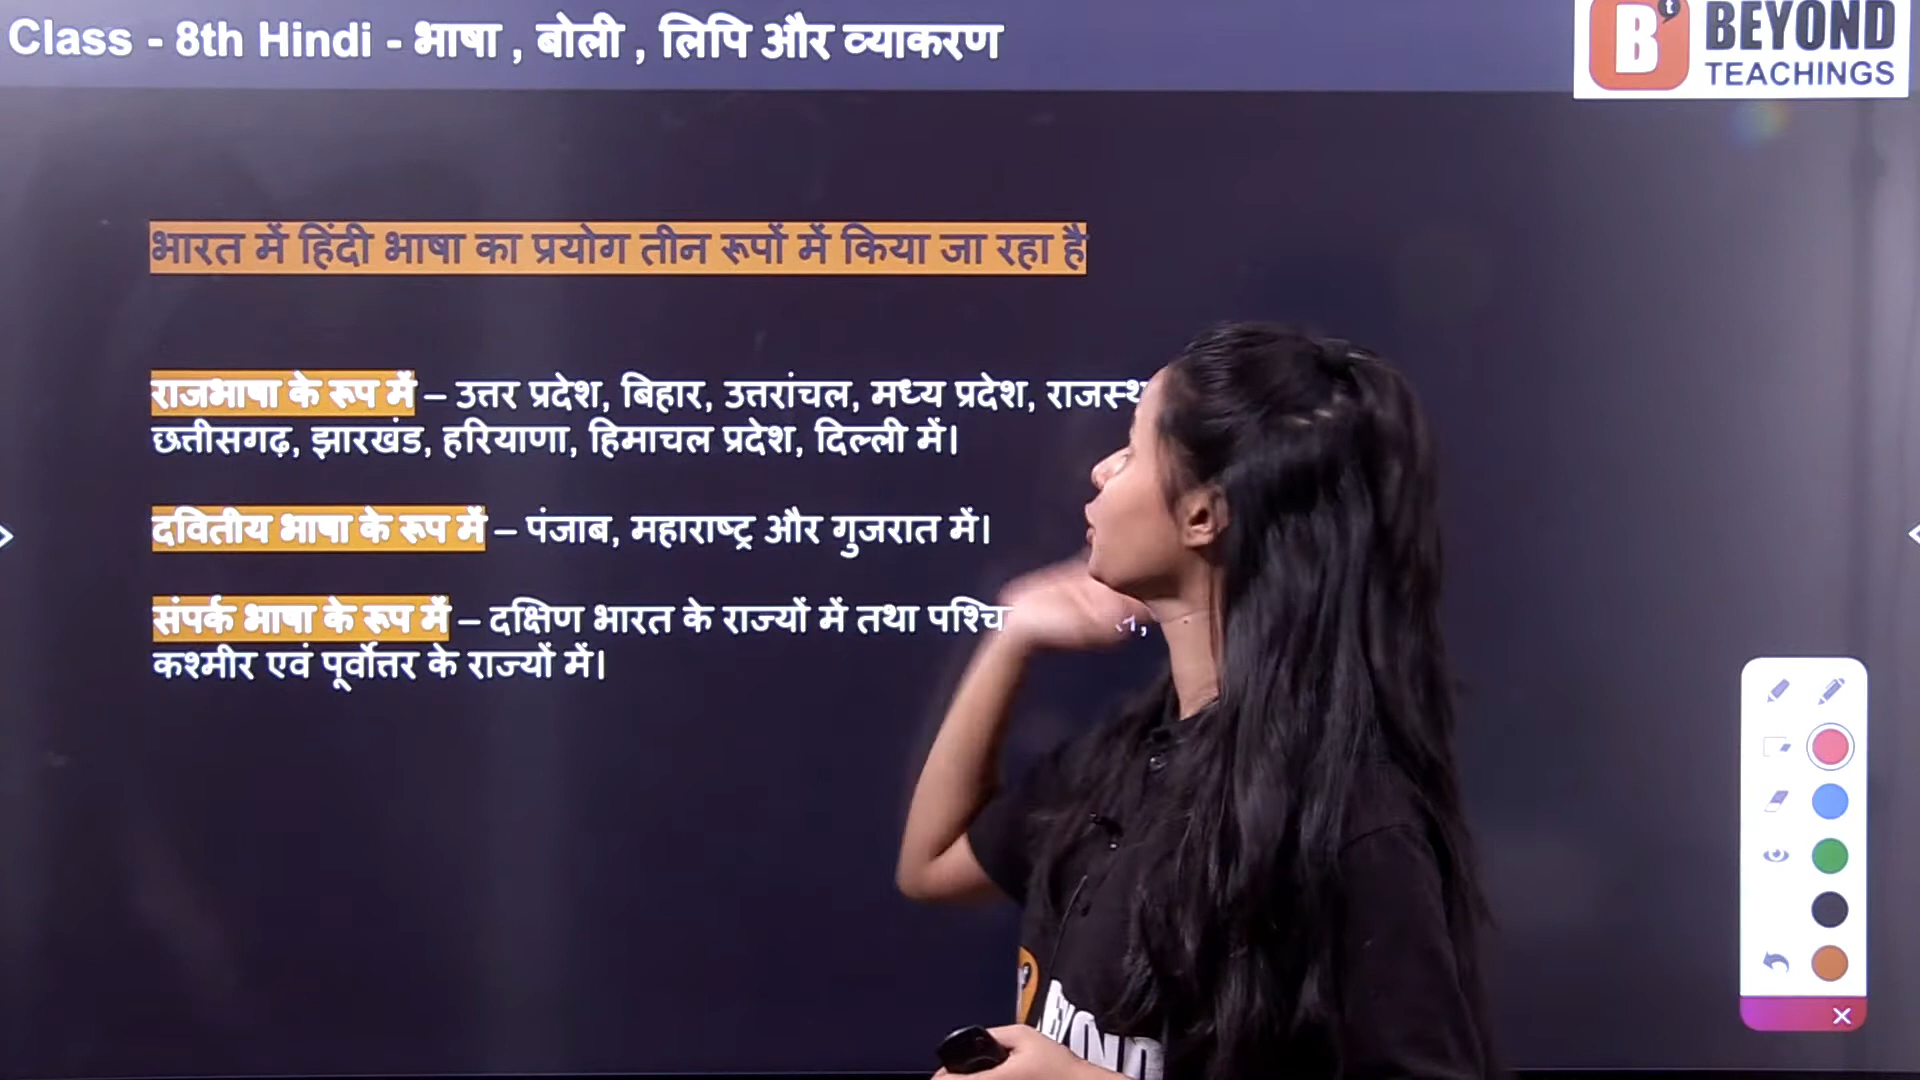 Class - 8th Hindi - भाषा , बोली , लिपि और व्याकरण
B't BEYOND
TEACHINGS
भारत में हिंदी भाषा का प्रयोग तीन रूपों में किया जा रहा है
राजभाषा के रूप में – उत्तर प्रदेश, बिहार, उत्तरांचल, मध्य प्रदेश,
छत्तीसगढ़, झारखंड, हरियाणा, हिमाचल प्रदेश, दिल्ली में।
दवितीय भाषा के रूप में – पंजाब, महाराष्ट्र और गुजरात में।
संपर्क भाषा के रूप में – दक्षिण भारत के राज्यों में तथा
कश्मीर एवं पूर्वोत्तर के राज्यों में।
BEYOND